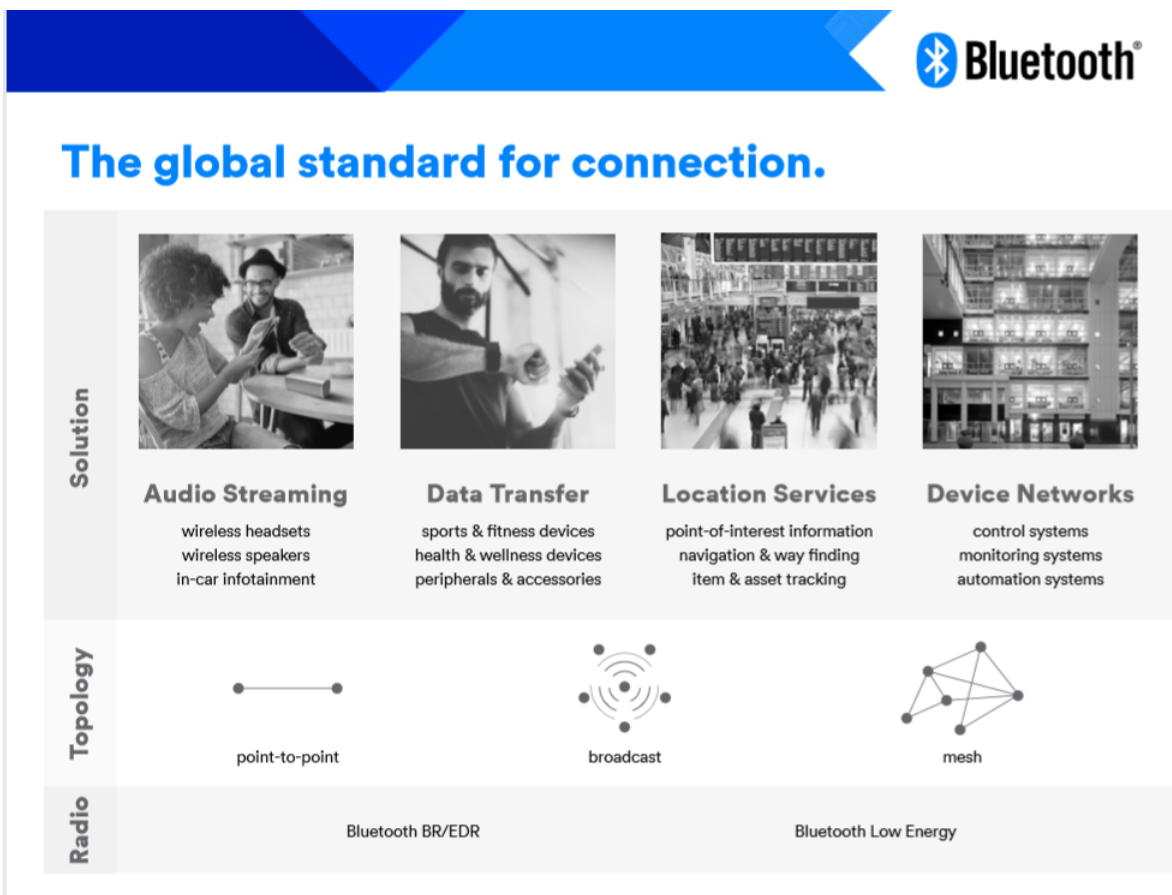 Bluetooth®
The global standard for connection.
Solution
Audio Streaming
wireless headsets
wireless speakers
in-car infotainment
Data Transfer
sports & fitness devices
health & wellness devices
peripherals & accessories
Location Services
point-of-interest information
navigation & way finding
item & asset tracking
Device Networks
control systems
monitoring systems
automation systems
Topology
point-to-point
broadcast
mesh
Radio
Bluetooth BR/EDR
Bluetooth Low Energy